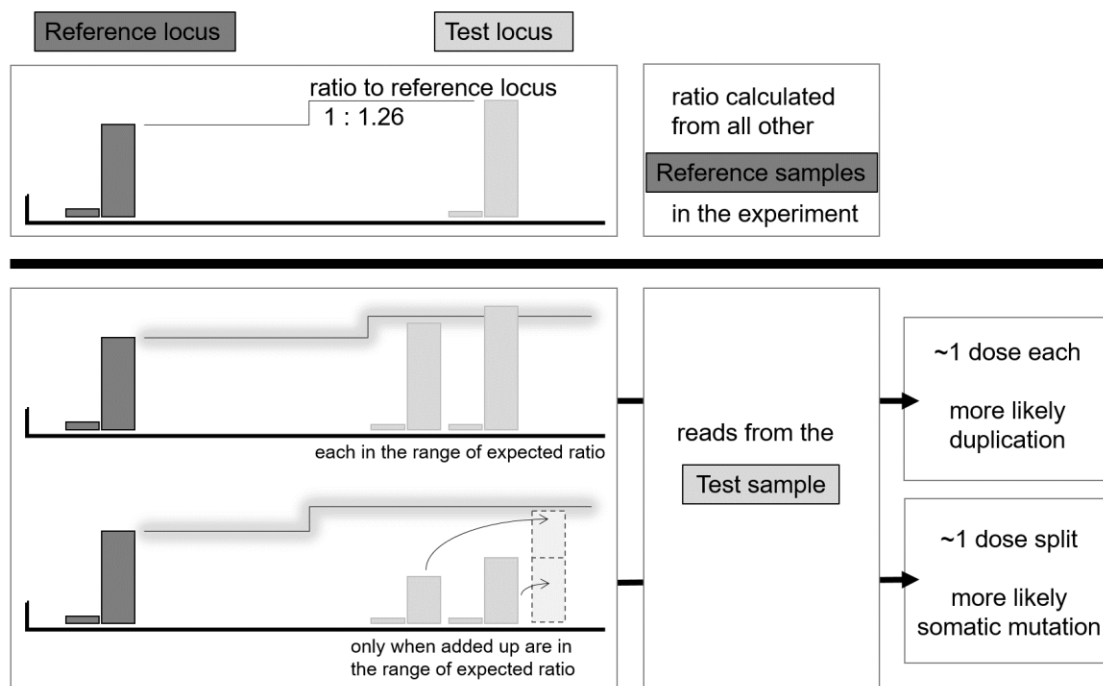 Reference locus
Test locus
ratio to reference locus
1 : 1.26
ratio calculated
from all other
Reference samples
in the experiment
each in the range of expected ratio
only when added up are in
the range of expected ratio
reads from the
Test sample
~1 dose each
more likely
duplication
~1 dose split
more likely
somatic mutation